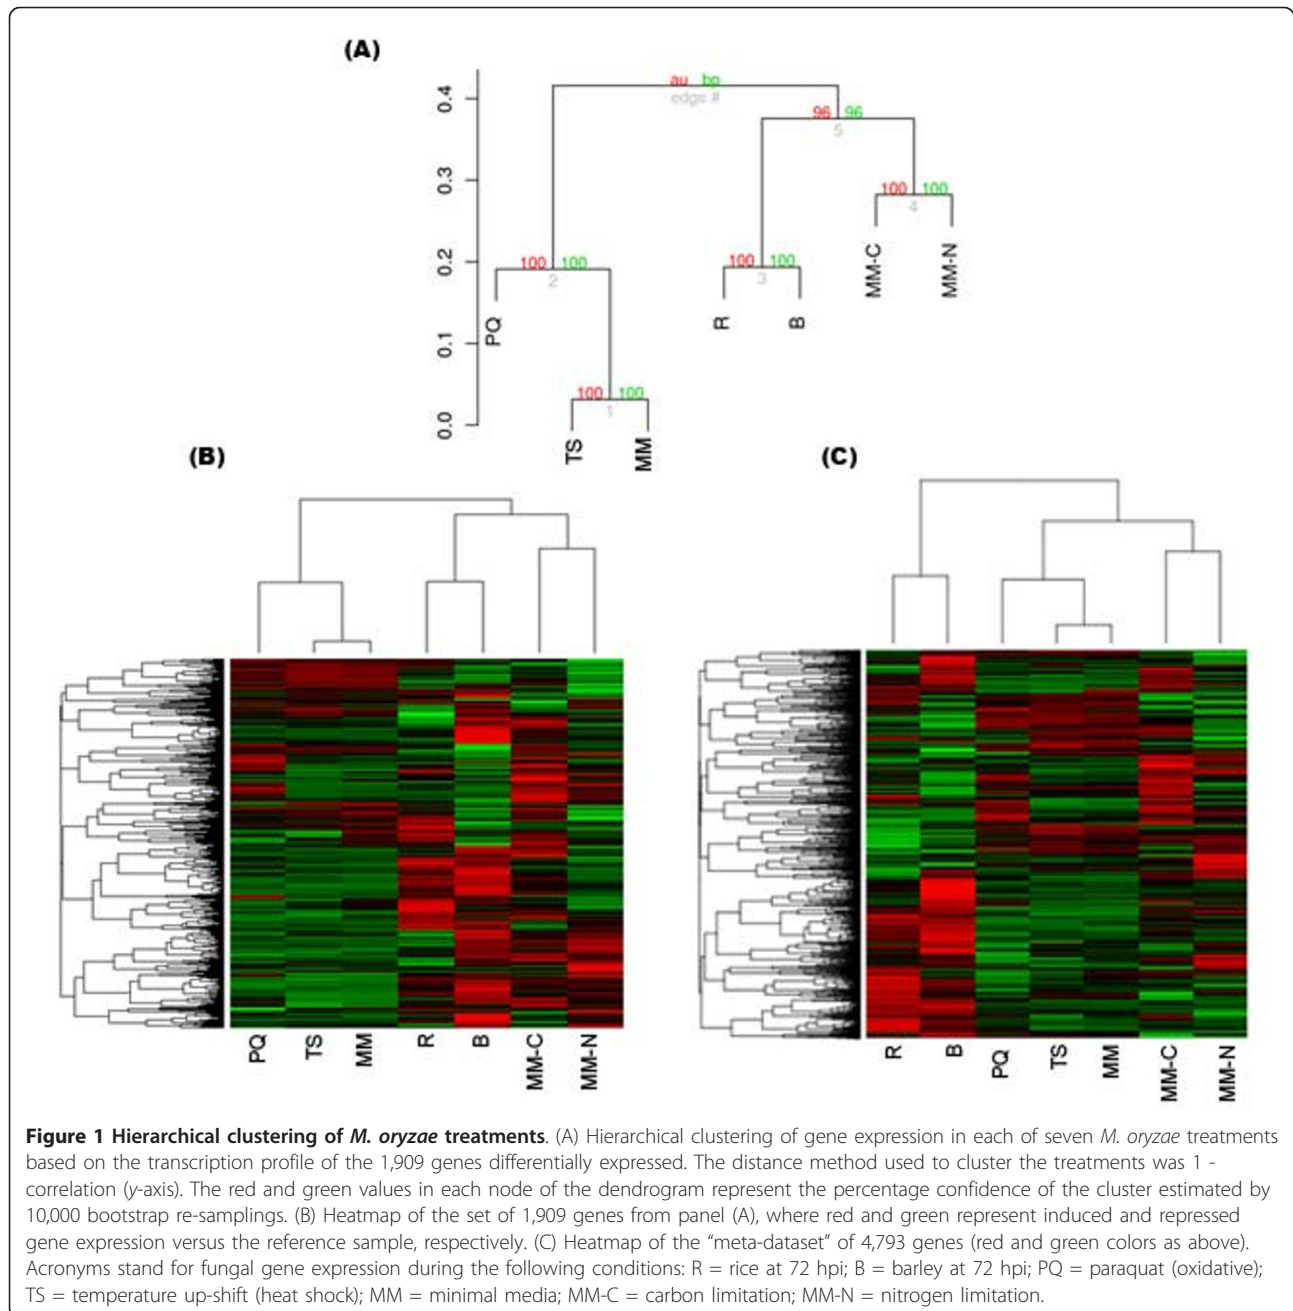 (A)
au bp
edge #
0.4
96 96
5
0.3
100 100
4
0.2
100 100
2
100 100
3
MM-C
MM-N
PQ
R
B
0.1
100 100
1
0.0
TS
MM
(B)
(C)
PQ
TS
MM
R
B
MM-C
MM-N
R
B
PQ
TS
MM
MM-C
MM-N
Figure 1 Hierarchical clustering of M. oryzae treatments. (A) Hierarchical clustering of gene expression in each of seven M. oryzae treatments
based on the transcription profile of the 1,909 genes differentially expressed. The distance method used to cluster the treatments was 1 -
correlation (y-axis). The red and green values in each node of the dendrogram represent the percentage confidence of the cluster estimated by
10,000 bootstrap re-samplings. (B) Heatmap of the set of 1,909 genes from panel (A), where red and green represent induced and repressed
gene expression versus the reference sample, respectively. (C) Heatmap of the “meta-dataset” of 4,793 genes (red and green colors as above).
Acronyms stand for fungal gene expression during the following conditions: R = rice at 72 hpi; B = barley at 72 hpi; PQ = paraquat (oxidative);
TS = temperature up-shift (heat shock); MM = minimal media; MM-C = carbon limitation; MM-N = nitrogen limitation.